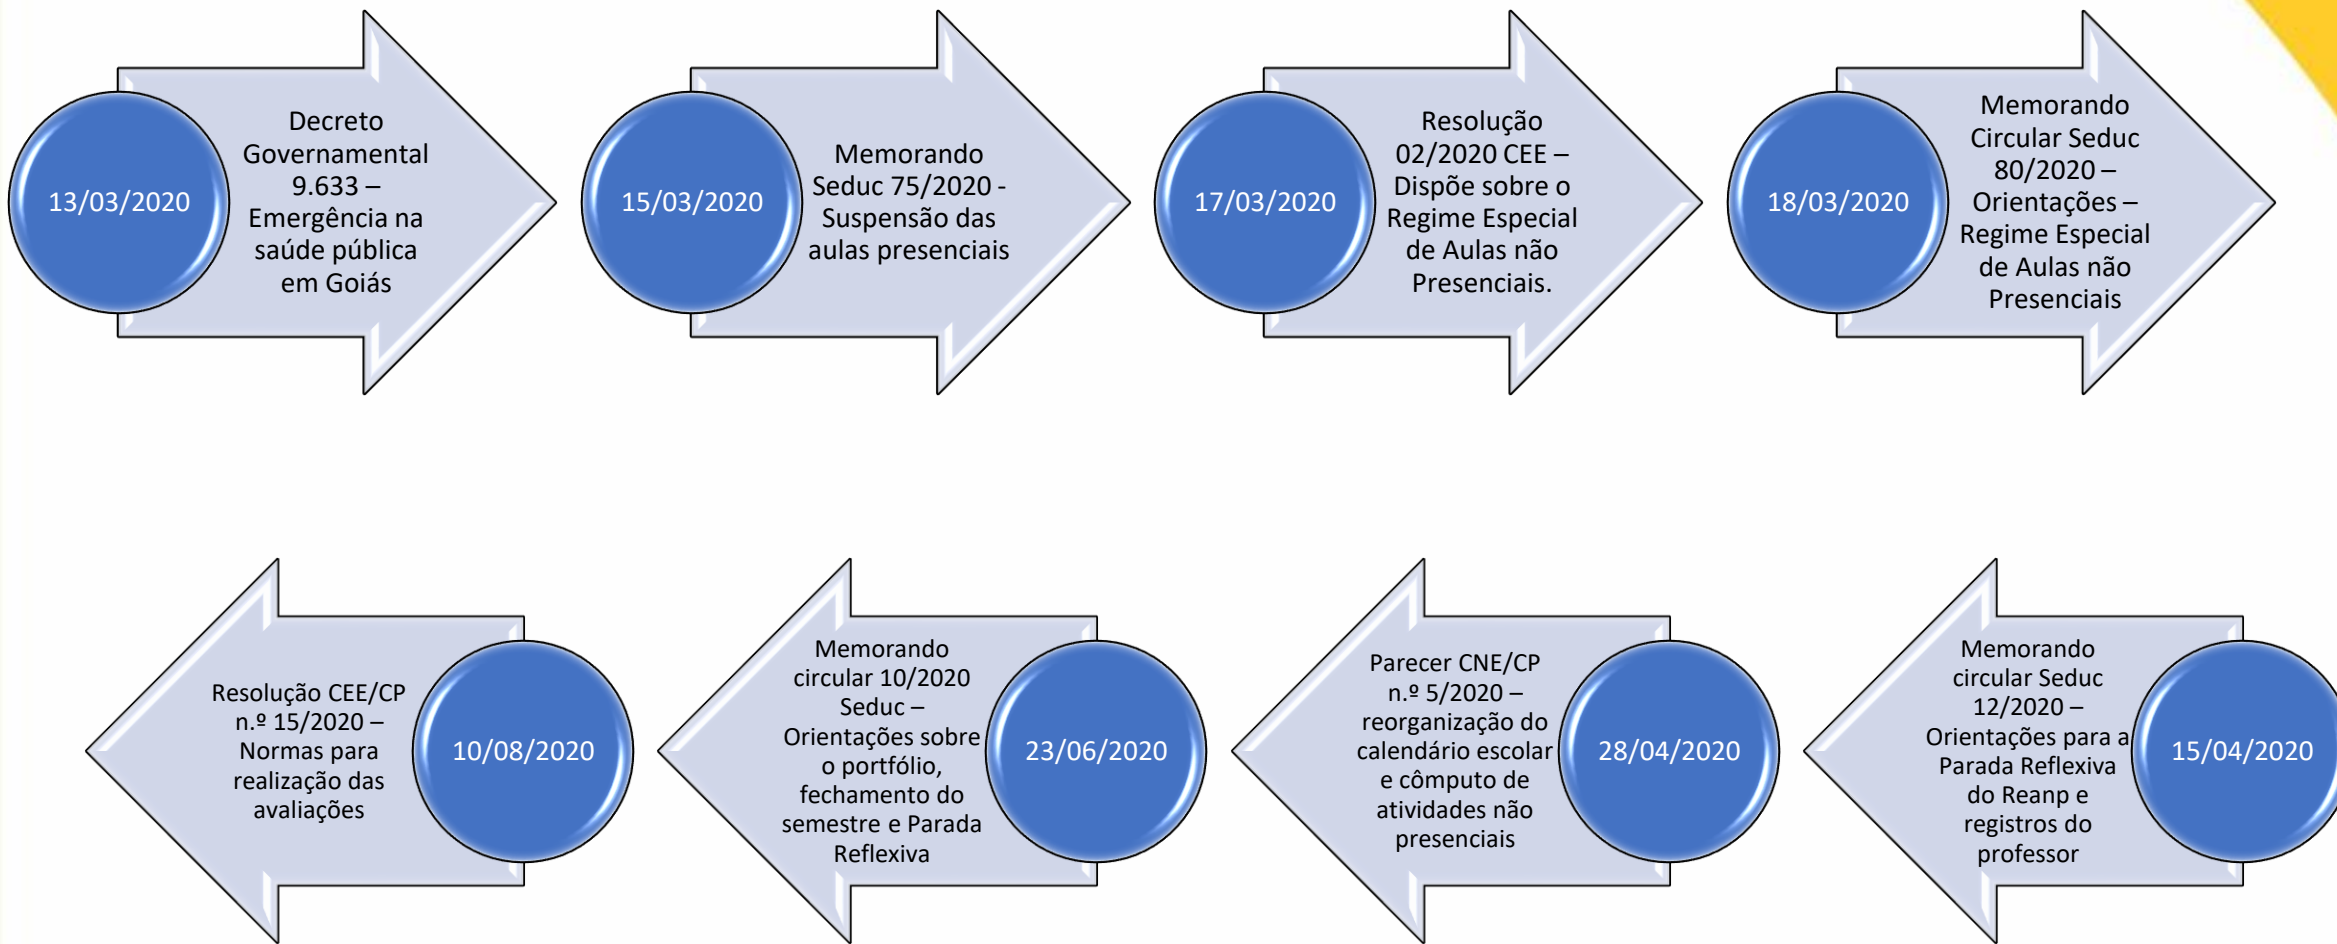 13/03/2020
Decreto
Governamental
9.633 –
Emergência na
saúde pública
em Goiás
15/03/2020
Memorando
Seduc 75/2020 -
Suspensão das
aulas presenciais
17/03/2020
Resolução
02/2020 CEE –
Dispõe sobre o
Regime Especial
de Aulas não
Presenciais.
18/03/2020
Memorando
Circular Seduc
80/2020 –
Orientações –
Regime Especial
de Aulas não
Presenciais
15/04/2020
Memorando
circular Seduc
12/2020 –
Orientações para a
Parada Reflexiva
do Reanp e
registros do
professor
28/04/2020
Parecer CNE/CP
n.º 5/2020 –
reorganização do
calendário escolar
e cômputo de
atividades não
presenciais
23/06/2020
Memorando
circular 10/2020
Seduc –
Orientações sobre
o portfólio,
fechamento do
semestre e Parada
Reflexiva
10/08/2020
Resolução CEE/CP
n.º 15/2020 –
Normas para
realização das
avaliações